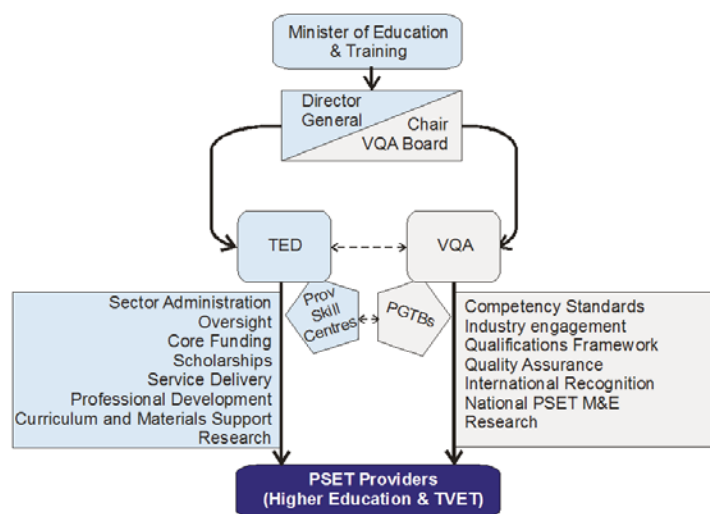 Minister of Education
& Training
Director
General
Chair
VQA Board
TED
VQA
Prov
Skill
Centres
PGTBs
Sector Administration
Oversight
Core Funding
Scholarships
Service Delivery
Professional Development
Curriculum and Materials Support
Research
Competency Standards
Industry engagement
Qualifications Framework
Quality Assurance
International Recognition
National PSET M&E
Research
PSET Providers
(Higher Education & TVET)